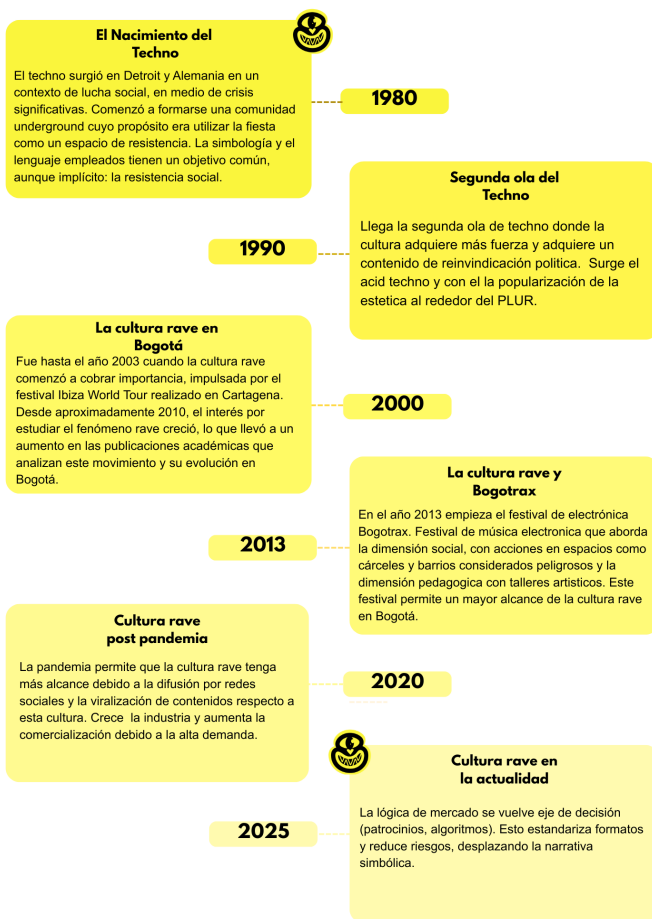 El Nacimiento del
Techno
El techno surgió en Detroit y Alemania en un
contexto de lucha social, en medio de crisis
significativas. Comenzó a formarse una comunidad
underground cuyo propósito era utilizar la fiesta
como un espacio de resistencia. La simbología y el
lenguaje empleados tienen un objetivo común,
aunque implícito: la resistencia social.
1980
Segunda ola del
Techno
Llega la segunda ola de techno donde la
cultura adquiere más fuerza y adquiere un
contenido de reinvindicación politica.  Surge el
acid techno y con el la popularización de la
estetica al rededor del PLUR.
1990
La cultura rave en
Bogotá
Fue hasta el año 2003 cuando la cultura rave
comenzó a cobrar importancia, impulsada por el
festival Ibiza World Tour realizado en Cartagena.
Desde aproximadamente 2010, el interés por
estudiar el fenómeno rave creció, lo que llevó a un
aumento en las publicaciones académicas que
analizan este movimiento y su evolución en
Bogotá.
2000
La cultura rave y
Bogotrax
En el año 2013 empieza el festival de electrónica
Bogotrax. Festival de música electronica que aborda
la dimensión social, con acciones en espacios como
cárceles y barrios considerados peligrosos y la
dimensión pedagogica con talleres artisticos. Este
festival permite un mayor alcance de la cultura rave
en Bogotá.
2013
Cultura rave
post pandemia
La pandemia permite que la cultura rave tenga
más alcance debido a la difusión por redes
sociales y la viralización de contenidos respecto a
esta cultura. Crece  la industria y aumenta la
comercialización debido a la alta demanda.
2020
Cultura rave en
la actualidad
La lógica de mercado se vuelve eje de decisión
(patrocinios, algoritmos). Esto estandariza formatos
y reduce riesgos, desplazando la narrativa
simbólica.
2025